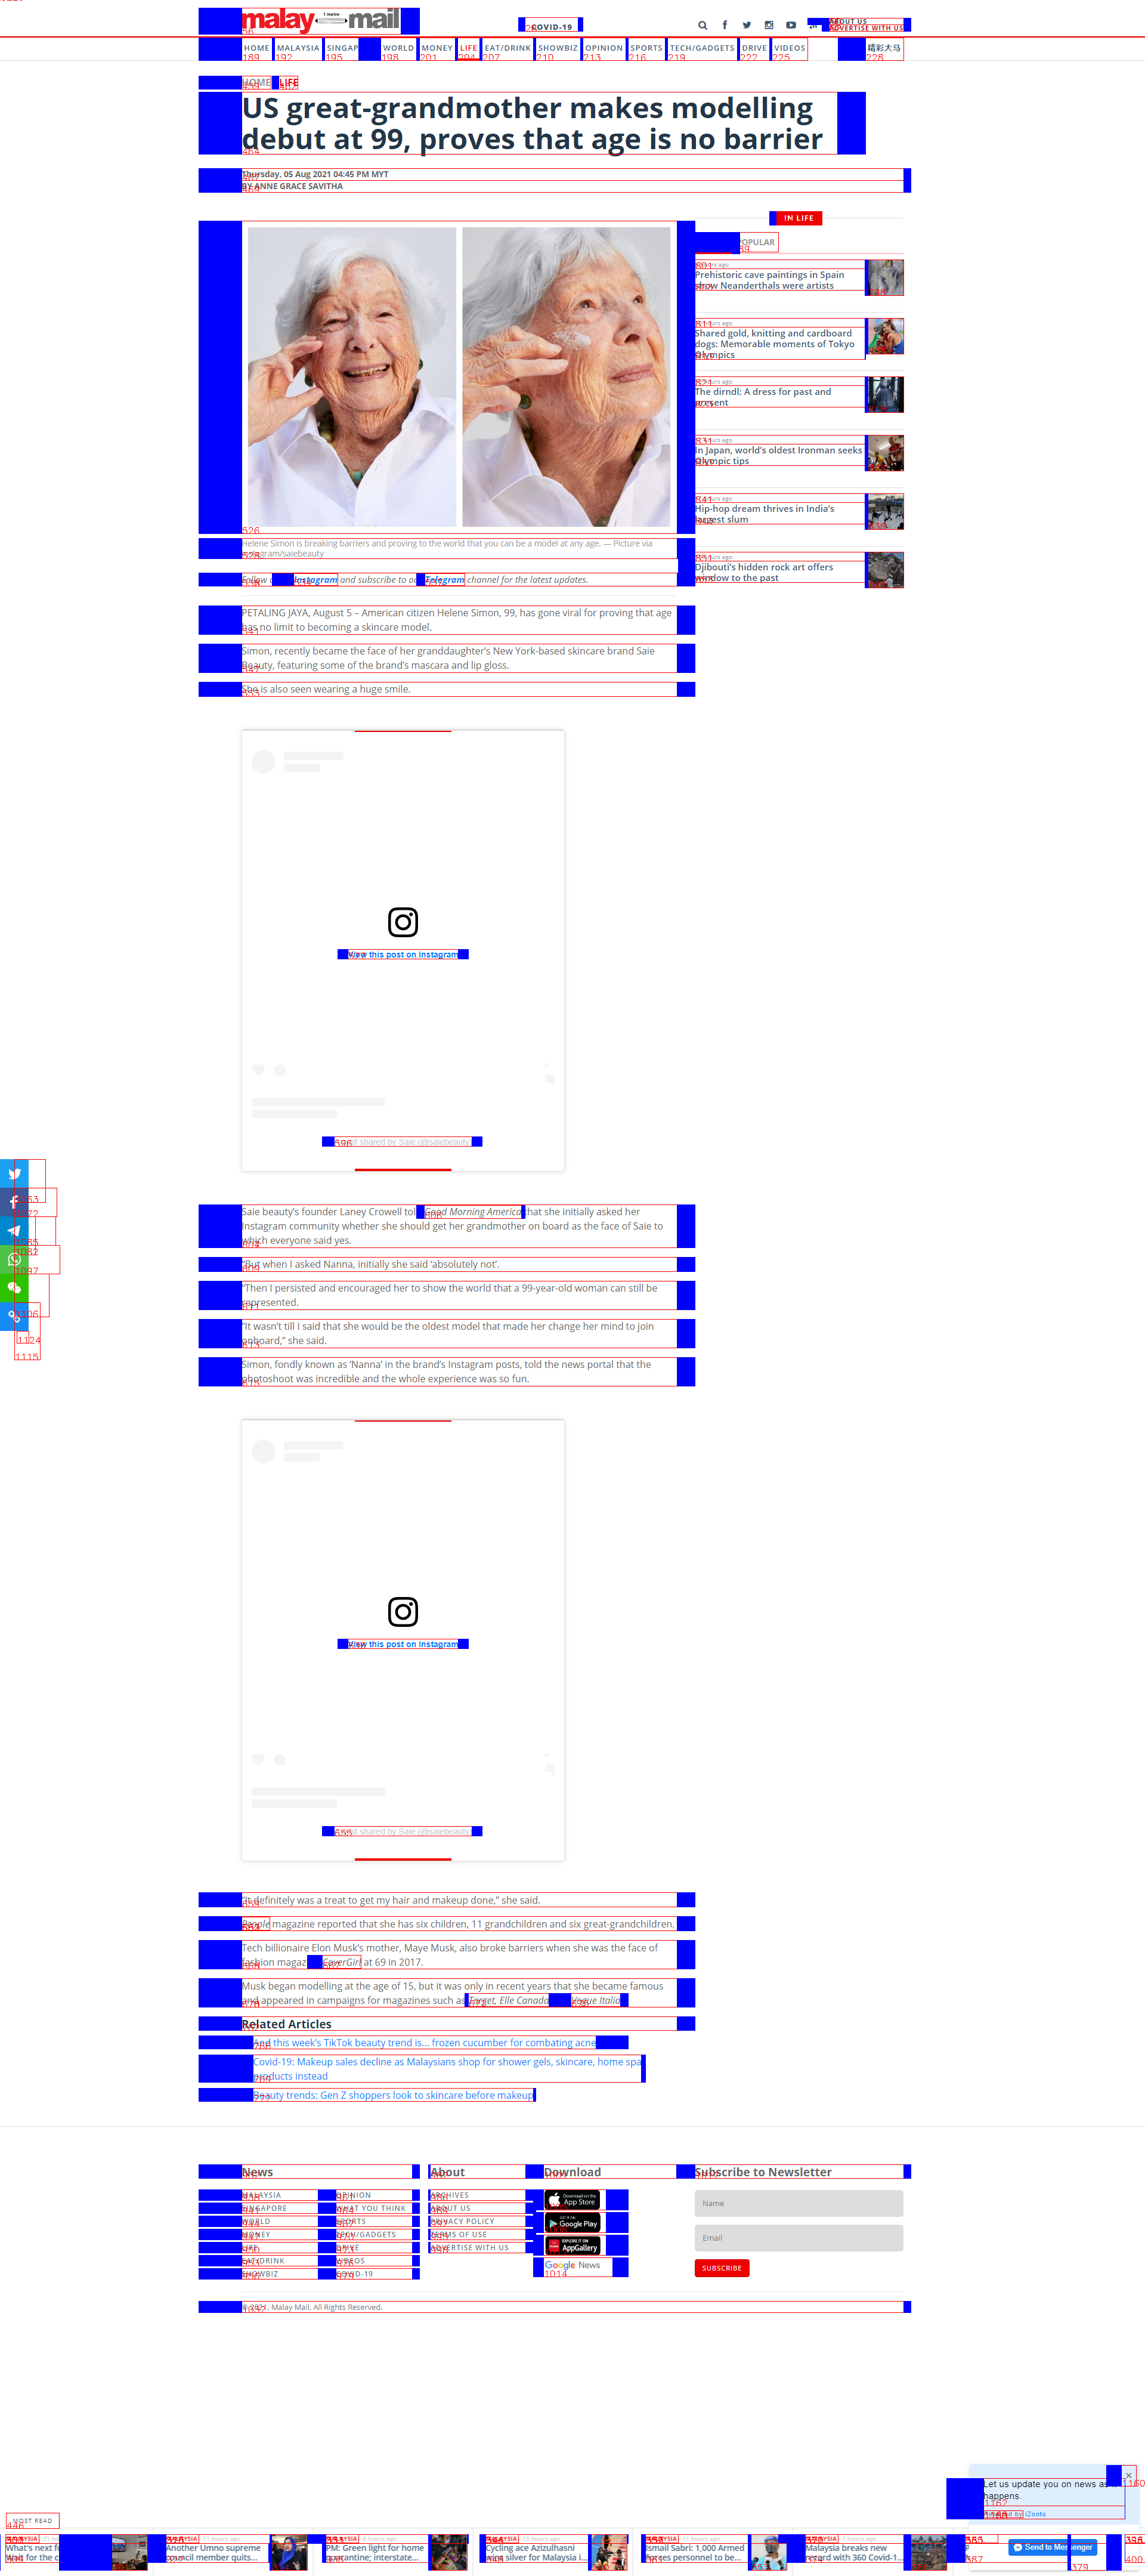 malay mail
1 metre
COVID-19
ABOUT US
ADVERTISE WITH US
HOME MALAYSIA SINGAP WORLD MONEY LIFE EAT/DRINK SHOWBIZ OPINION SPORTS TECH/GADGETS DRIVE VIDEOS 精彩大马
HOME LIFE
US great-grandmother makes modelling
debut at 99, proves that age is no barrier
Thursday, 05 Aug 2021 04:45 PM MYT
BY ANNE GRACE SAVITHA
IN LIFE
POPULAR
Prehistoric cave paintings in Spain
show Neanderthals were artists
Shared gold, knitting and cardboard
dogs: Memorable moments of Tokyo
Olympics
The dirndl: A dress for past and
present
In Japan, world's oldest Ironman seeks
Olympic tips
Hip-hop dream thrives in India's
largest slum
Djibouti's hidden rock art offers
window to the past
Helene Simon is breaking barriers and proving to the world that you can be a model at any age. — Picture via
Instagram/saiebeauty
Follow Instagram and subscribe to our Telegram channel for the latest updates.
PETALING JAYA, August 5 – American citizen Helene Simon, 99, has gone viral for proving that age
has no limit to becoming a skincare model.
Simon, recently became the face of her granddaughter's New York-based skincare brand Saie
Beauty, featuring some of the brand's mascara and lip gloss.
She is also seen wearing a huge smile.
View this post on Instagram
post shared by Saie (@saiebeauty
Saie beauty's founder Laney Crowell told Good Morning America that she initially asked her
Instagram community whether she should get her grandmother on board as the face of Saie to
which everyone said yes.
"But when I asked Nanna, initially she said 'absolutely not'.
"Then I persisted and encouraged her to show the world that a 99-year-old woman can still be
represented.
"It wasn't till I said that she would be the oldest model that made her change her mind to join
onboard," she said.
Simon, fondly known as 'Nanna' in the brand's Instagram posts, told the news portal that the
photoshoot was incredible and the whole experience was so fun.
View this post on Instagram
post shared by Saie (@saiebeauty
"It definitely was a treat to get my hair and makeup done," she said.
People magazine reported that she has six children, 11 grandchildren and six great-grandchildren.
Tech billionaire Elon Musk's mother, Maye Musk, also broke barriers when she was the face of
fashion magazine CoverGirl at 69 in 2017.
Musk began modelling at the age of 15, but it was only in recent years that she became famous
and appeared in campaigns for magazines such as Target, Elle Canada Vogue Italia
Related Articles
And this week's TikTok beauty trend is... frozen cucumber for combating acne
Covid-19: Makeup sales decline as Malaysians shop for shower gels, skincare, home spa
products instead
Beauty trends: Gen Z shoppers look to skincare before makeup
News About Download Subscribe to Newsletter
MALAYSIA OPINION ARCHIVES
SINGAPORE WHAT YOU THINK ABOUT US
WORLD SPORTS PRIVACY POLICY
MONEY TECH/GADGETS TERMS OF USE
LIFE DRIVE ADVERTISE WITH US
EAT/DRINK VIDEOS
SHOWBIZ COVID-19
Download on the App Store
GET IT ON Google Play
EXPLORE IT ON AppGallery
Google News
Name
Email
SUBSCRIBE
© 2021, Malay Mail, All Rights Reserved.
Let us update you on news as it
happens.
by iZooto
Send to Messenger
MOST READ
What's next
Another Umno supreme
council member quits...
PM: Green light for home
quarantine; interstate...
Cycling ace Azizulhasni
wins silver for Malaysia i...
Ismail Sabri: 1,000 Armed
Forces personnel to be...
Malaysia breaks new
record with 360 Covid-1...